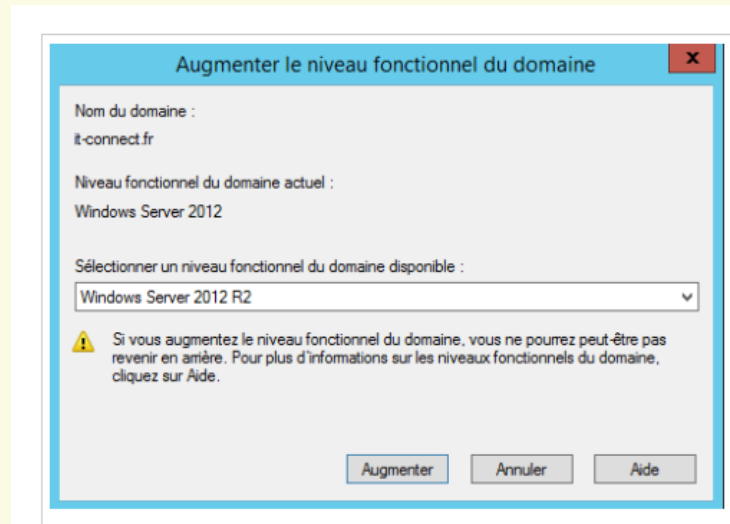 Augmenter le niveau fonctionnel du domaine
x
Nom du domaine :
it-connect.fr
Niveau fonctionnel du domaine actuel :
Windows Server 2012
Sélectionner un niveau fonctionnel du domaine disponible :
Windows Server 2012 R2
Si vous augmentez le niveau fonctionnel du domaine, vous ne pourrez peut-être pas
revenir en arrière. Pour plus d'informations sur les niveaux fonctionnels du domaine,
cliquez sur Aide.
Augmenter Annuler Aide